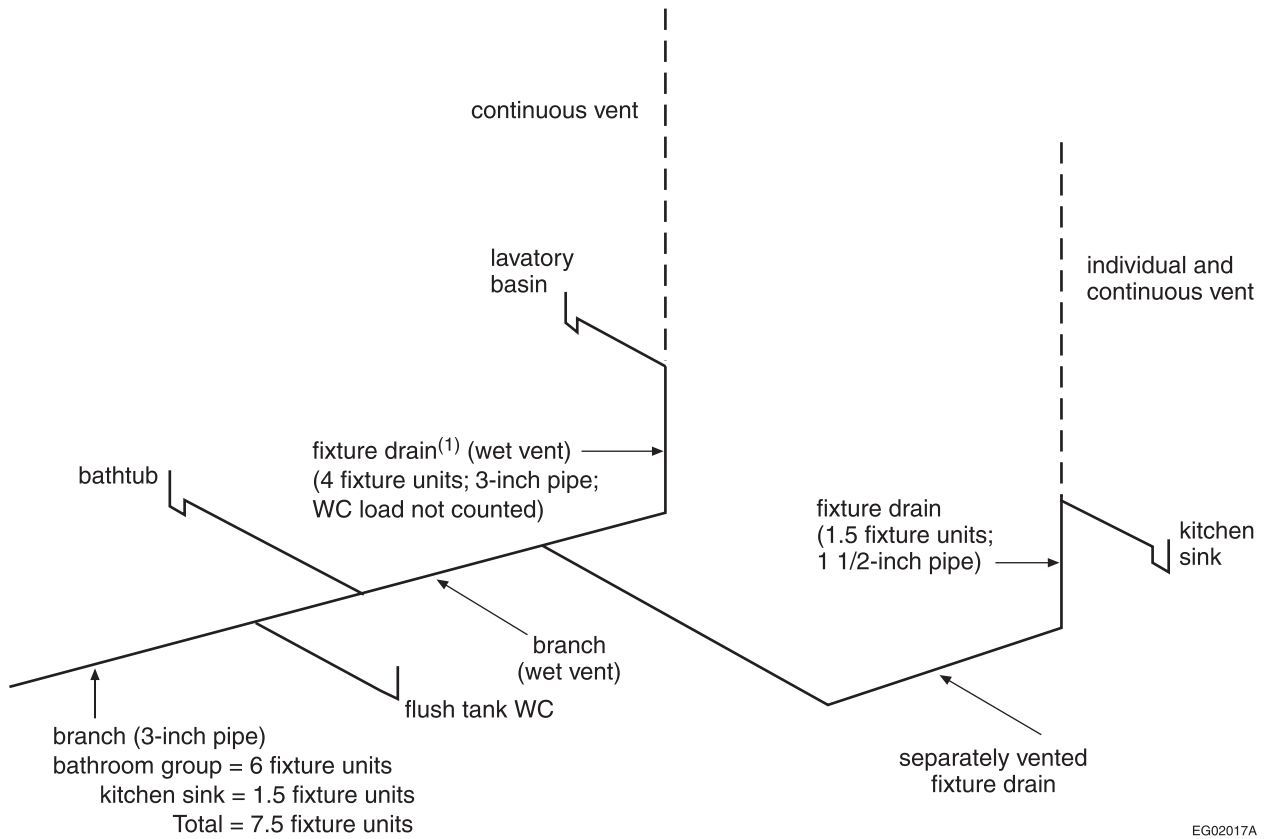 continuous vent
lavatory
basin
individual and
continuous vent
fixture drain(1) (wet vent)
(4 fixture units; 3-inch pipe;
WC load not counted)
bathtub
fixture drain
(1.5 fixture units;
1 1/2-inch pipe)
kitchen
sink
branch
(wet vent)
flush tank WC
branch (3-inch pipe)
bathroom group = 6 fixture units
kitchen sink = 1.5 fixture units
Total = 7.5 fixture units
separately vented
fixture drain
EG02017A